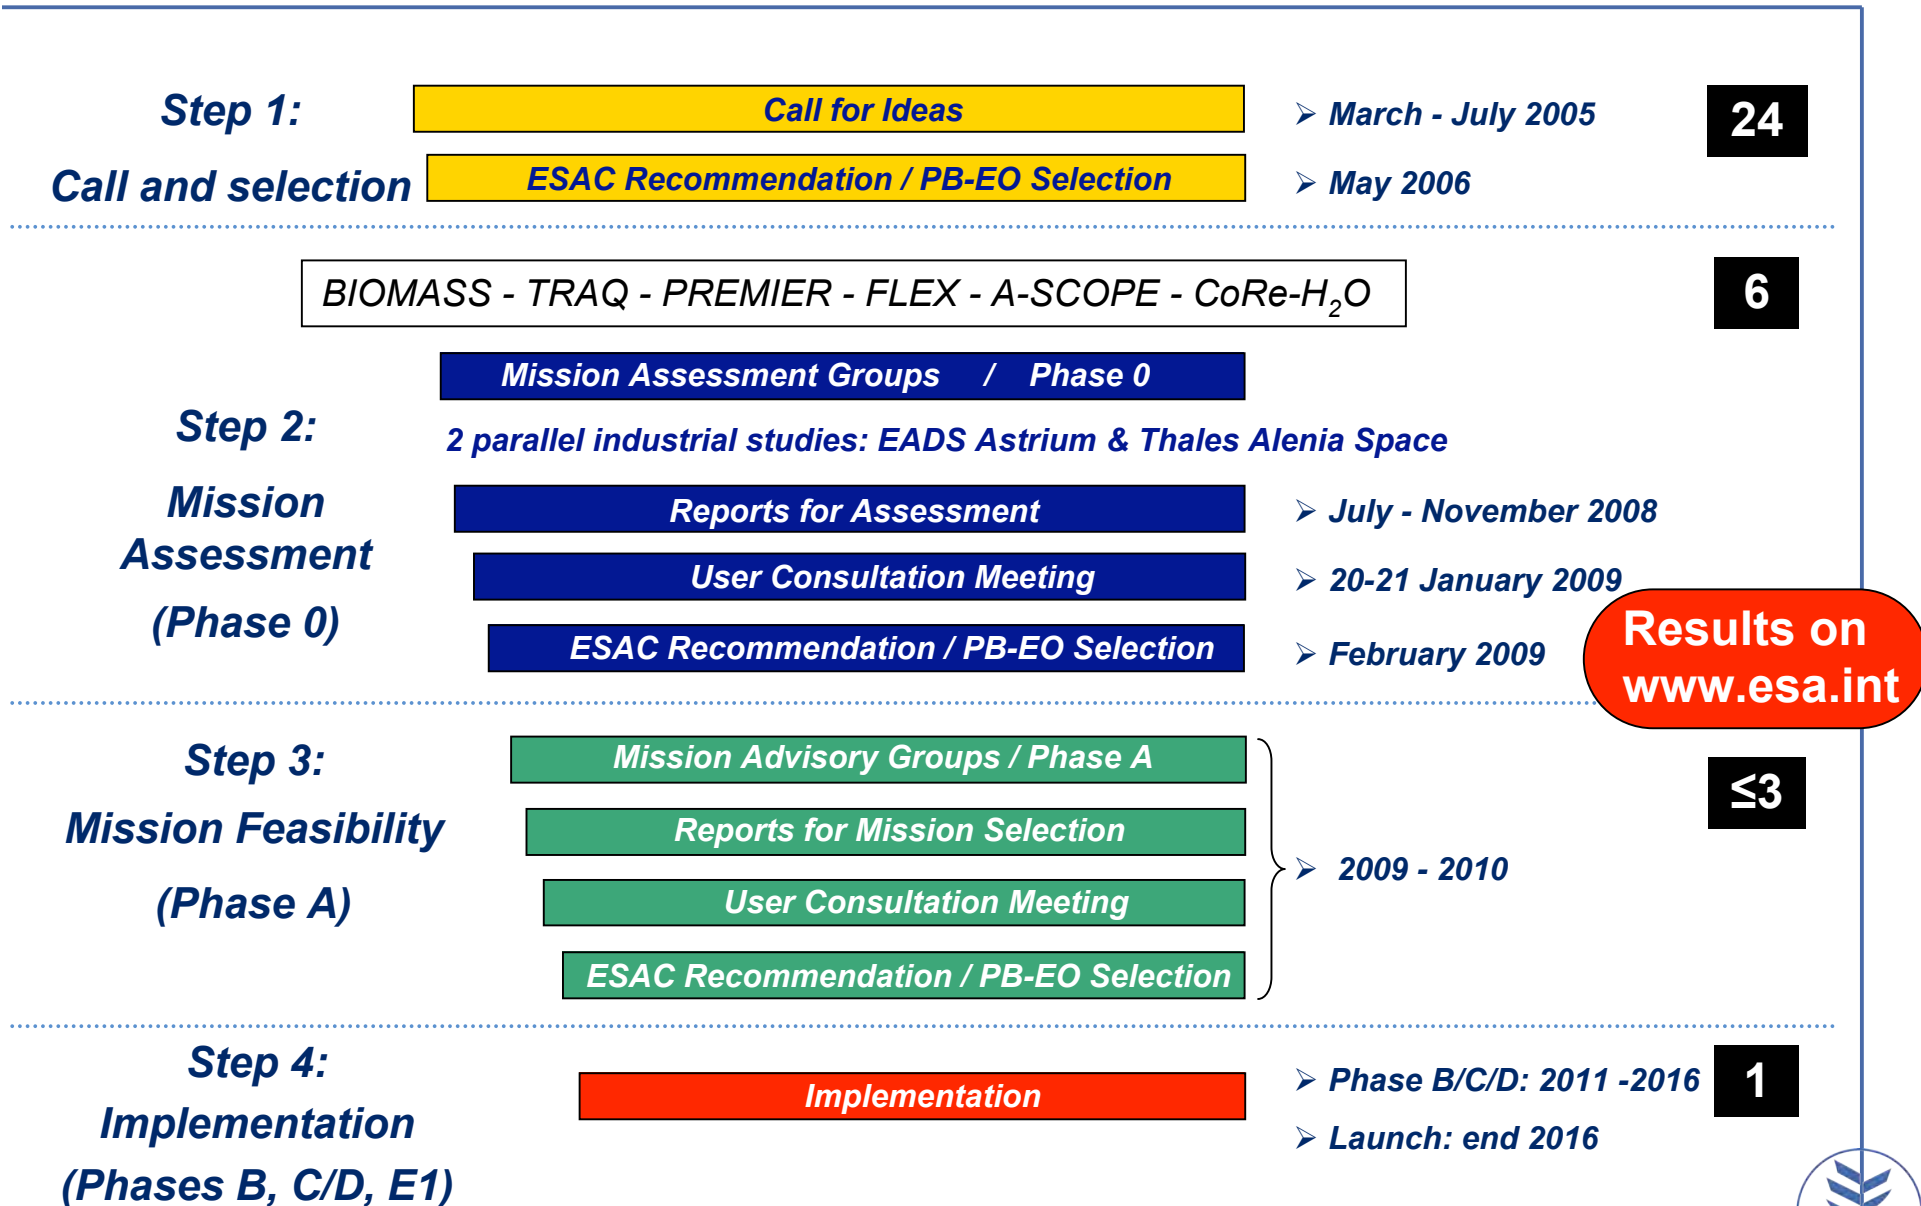 Step 1:
Call for Ideas
➢ March - July 2005
24
Call and selection
ESAC Recommendation / PB-EO Selection
➢ May 2006
BIOMASS - TRAQ - PREMIER - FLEX - A-SCOPE - CoRe-H₂O
6
Mission Assessment Groups / Phase 0
Step 2:
2 parallel industrial studies: EADS Astrium & Thales Alenia Space
Mission
Assessment
(Phase 0)
Reports for Assessment
➢ July - November 2008
User Consultation Meeting
➢ 20-21 January 2009
ESAC Recommendation / PB-EO Selection
➢ February 2009
Results on
www.esa.int
Step 3:
Mission Feasibility
(Phase A)
Mission Advisory Groups / Phase A
Reports for Mission Selection
User Consultation Meeting
ESAC Recommendation / PB-EO Selection
➢ 2009 - 2010
≤3
Step 4:
Implementation
(Phases B, C/D, E1)
Implementation
➢ Phase B/C/D: 2011 -2016
➢ Launch: end 2016
1